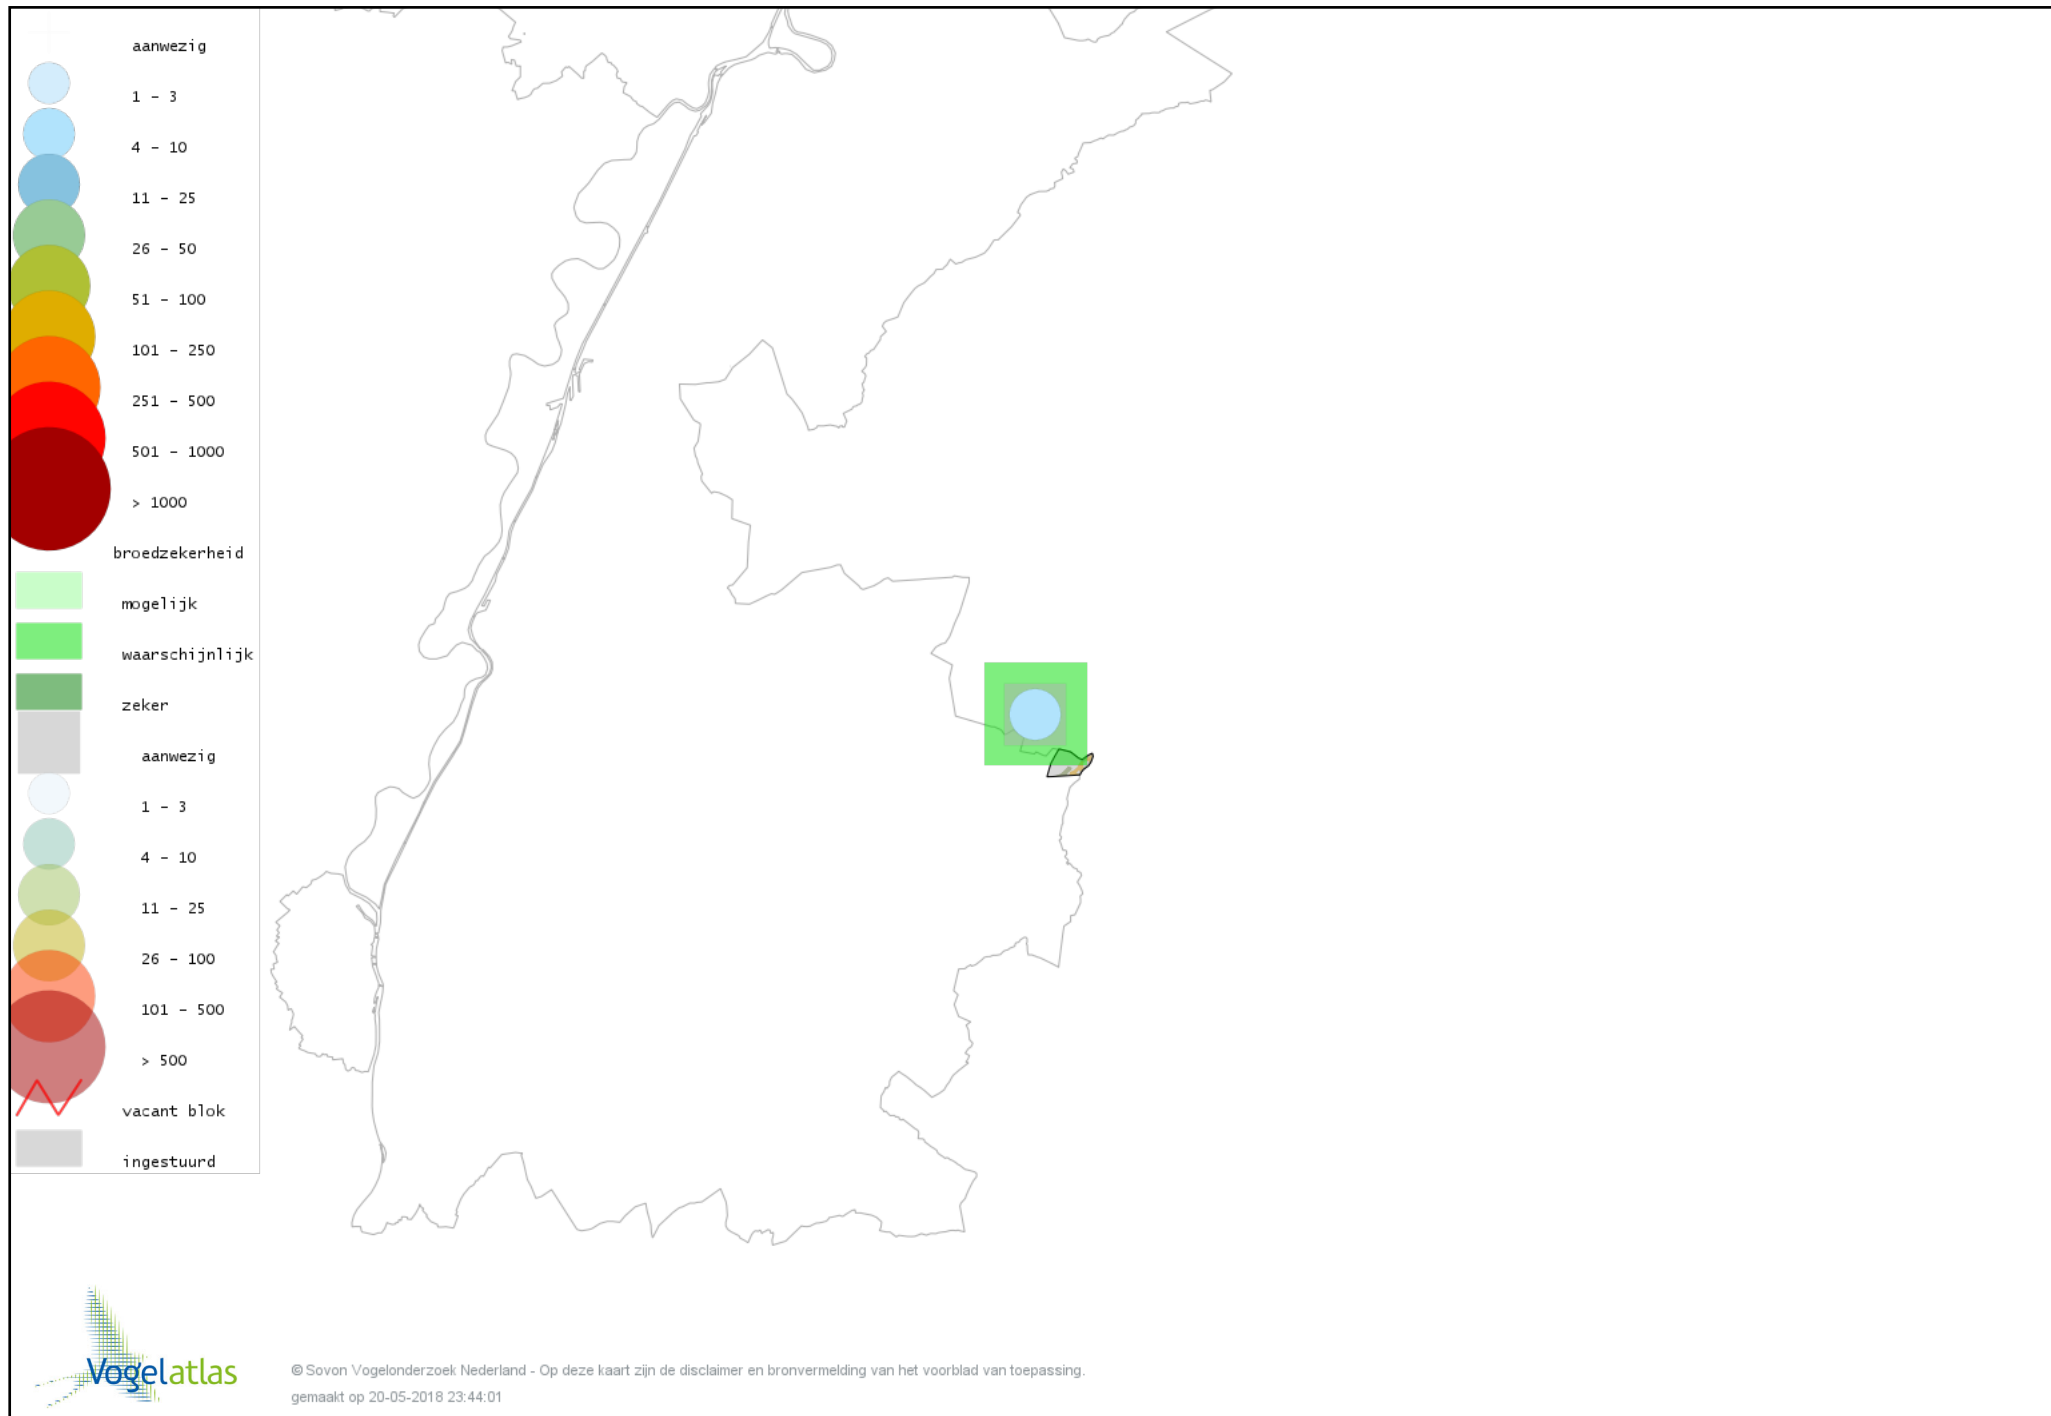 aanwezig
1 - 3
4 - 10
11 - 25
26 - 50
51 - 100
101 - 250
251 - 500
501 - 1000
> 1000
broedzekerheid
mogelijk
waarschijnlijk
zeker
aanwezig
1 - 3
4 - 10
11 - 25
26 - 100
101 - 500
> 500
vacant blok
ingestuurd
Vogelatlas
© Sovon Vogelonderzoek Nederland - Op deze kaart zijn de disclaimer en bronvermelding van het voorblad van toepassing.
gemaakt op 20-05-2018 23:44:01